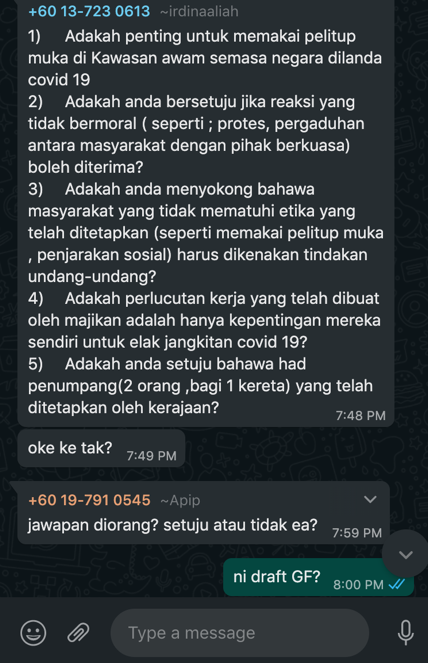 +60 13-723 0613 ~irdinaaliah
1) Adakah penting untuk memakai pelitup
muka di Kawasan awam semasa negara dilanda
covid 19
2) Adakah anda bersetuju jika reaksi yang
tidak bermoral ( seperti ; protes, pergaduhan
antara masyarakat dengan pihak berkuasa)
boleh diterima?
3) Adakah anda menyokong bahawa
masyarakat yang tidak mematuhi etika yang
telah ditetapkan (seperti memakai pelitup muka
, penjarakan sosial) harus dikenakan tindakan
undang-undang?
4) Adakah perlucutan kerja yang telah dibuat
oleh majikan adalah hanya kepentingan mereka
sendiri untuk elak jangkitan covid 19?
5) Adakah anda setuju bahawa had
penumpang(2 orang ,bagi 1 kereta) yang telah
ditetapkan oleh kerajaan?
7:48 PM
oke ke tak? 7:49 PM
+60 19-791 0545 ~Apip
jawapan diorang? setuju atau tidak ea? 7:59 PM
ni draft GF? 8:00 PM
Type a message